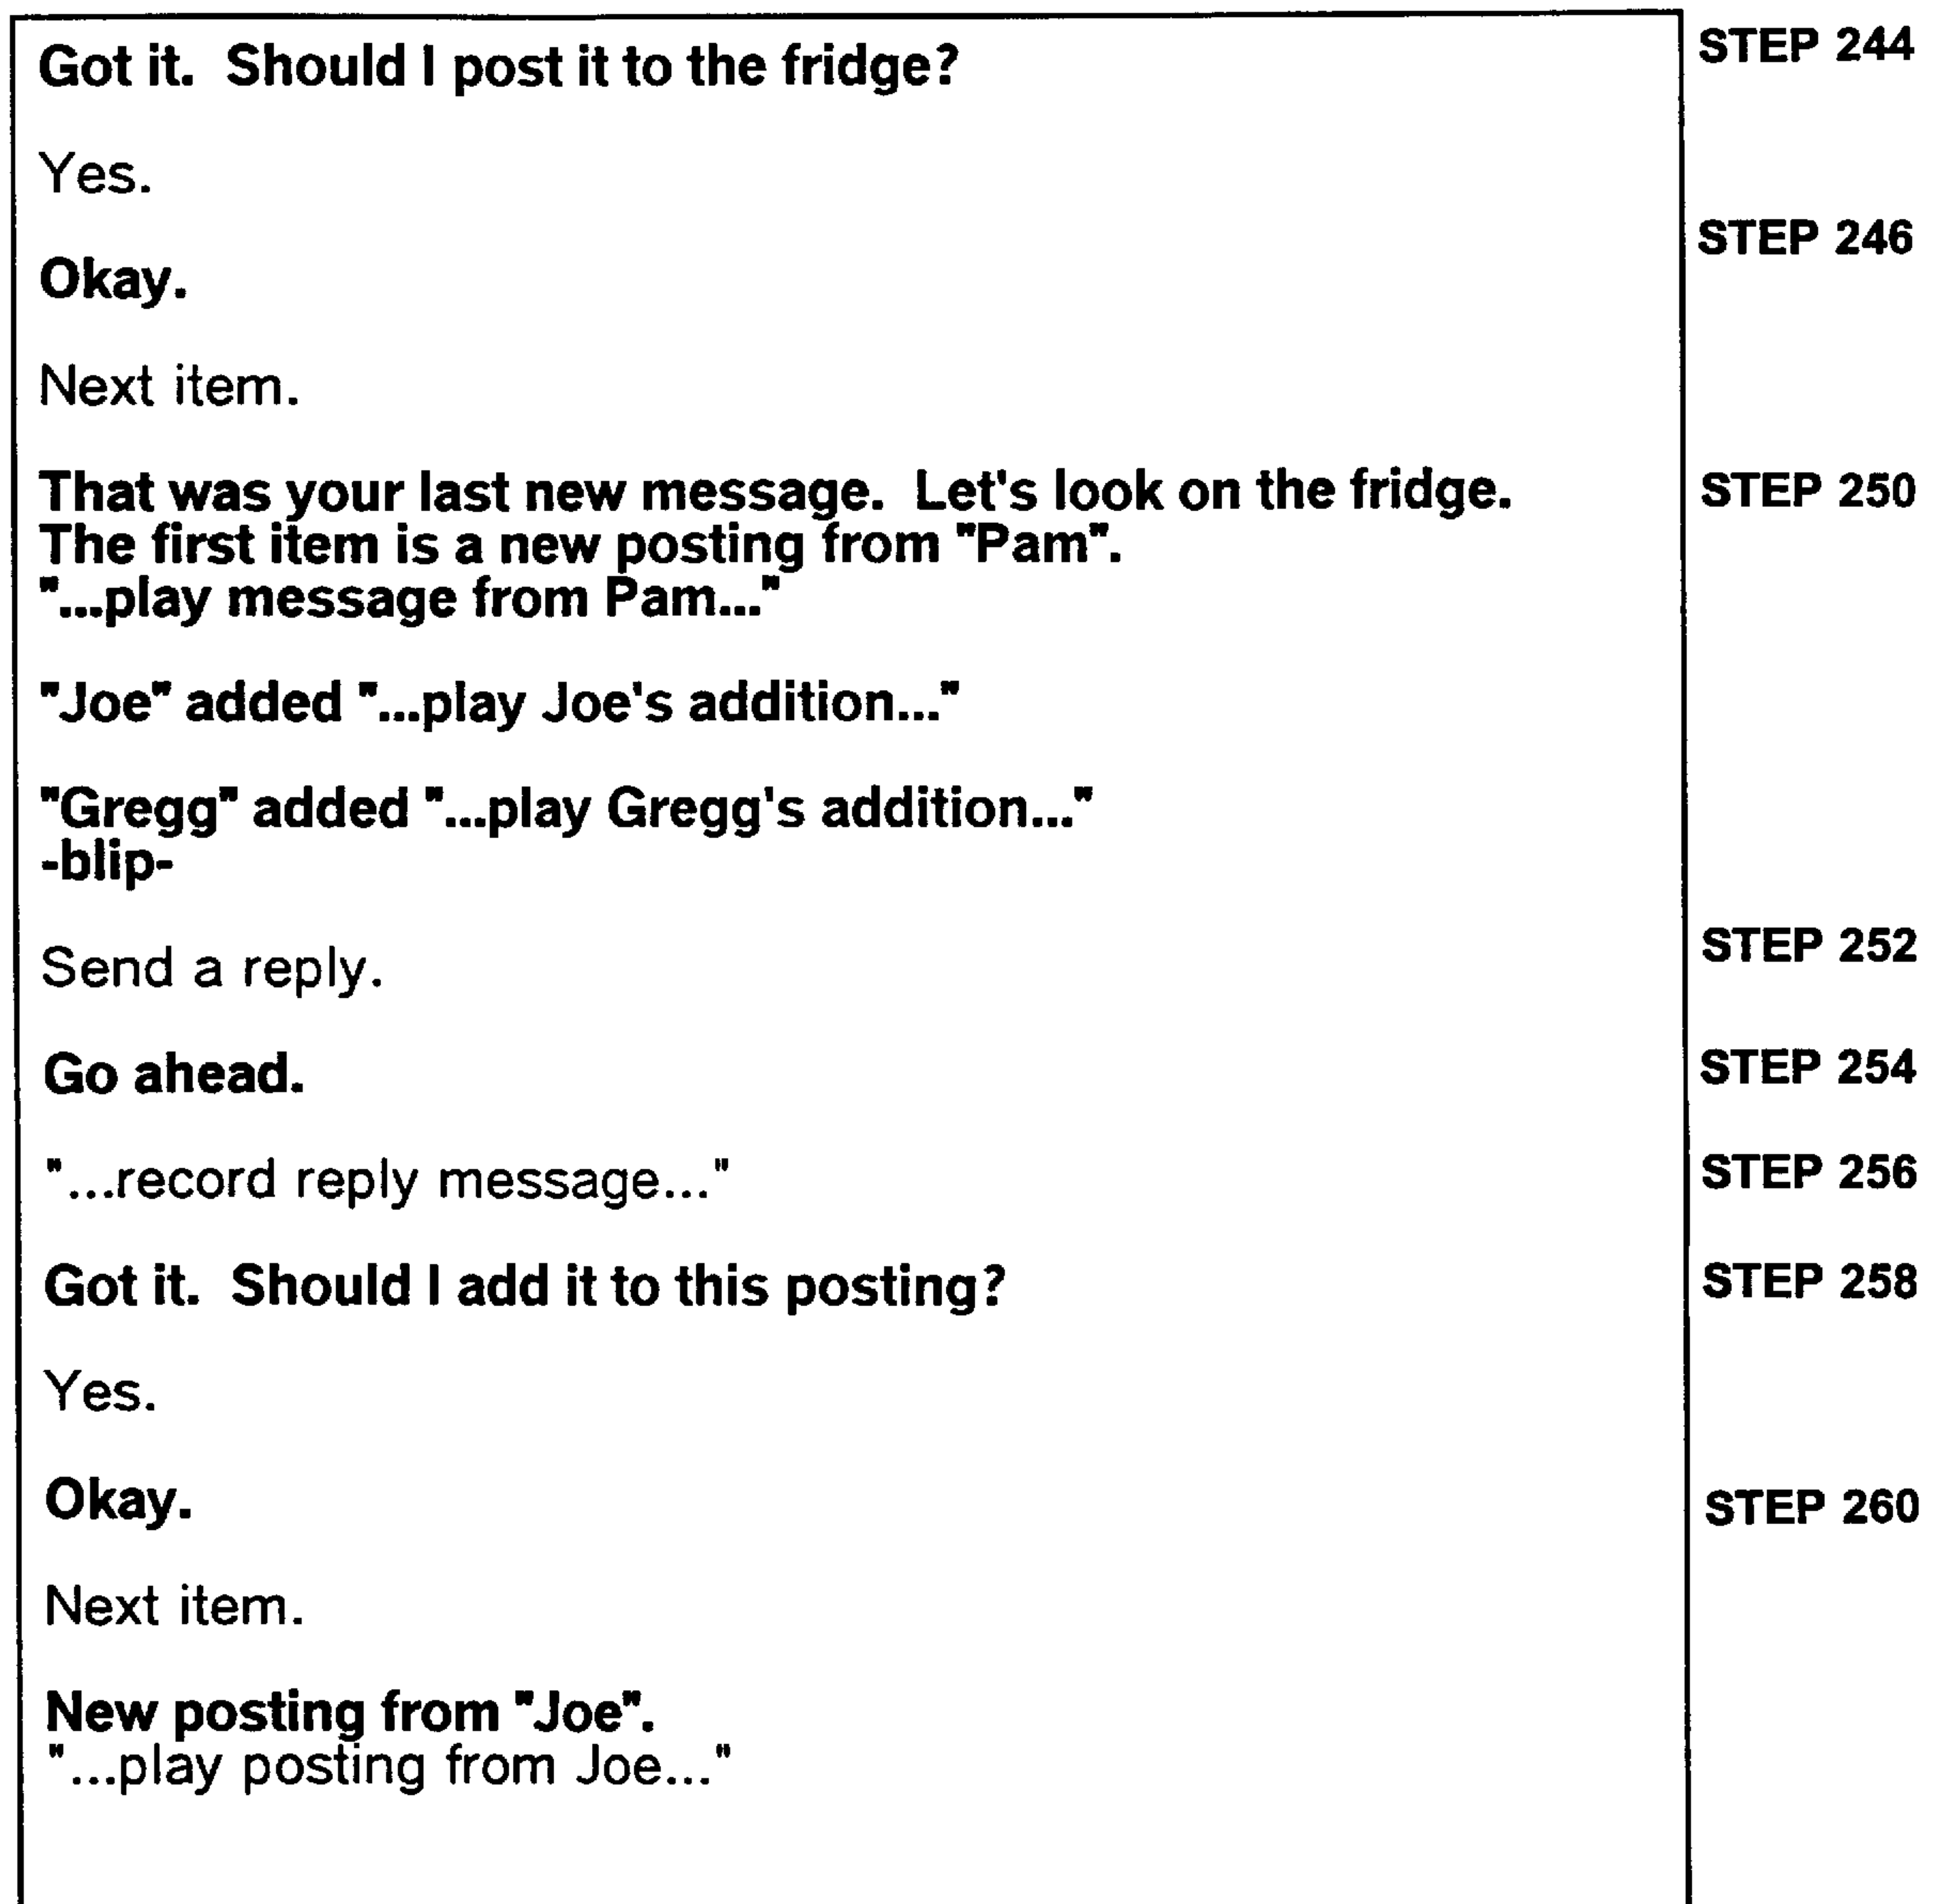 Got it.  Should I post it to the fridge?
STEP 244
Yes.
STEP 246
Okay.
Next item.
That was your last new message.  Let's look on the fridge.
STEP 250
The first item is a new posting from "Pam".
"...play message from Pam..."
"Joe" added "...play Joe's addition..."
"Gregg" added "...play Gregg's addition..."
-blip-
Send a reply.
STEP 252
Go ahead.
STEP 254
"...record reply message..."
STEP 256
Got it.  Should I add it to this posting?
STEP 258
Yes.
Okay.
STEP 260
Next item.
New posting from "Joe".
"...play posting from Joe..."